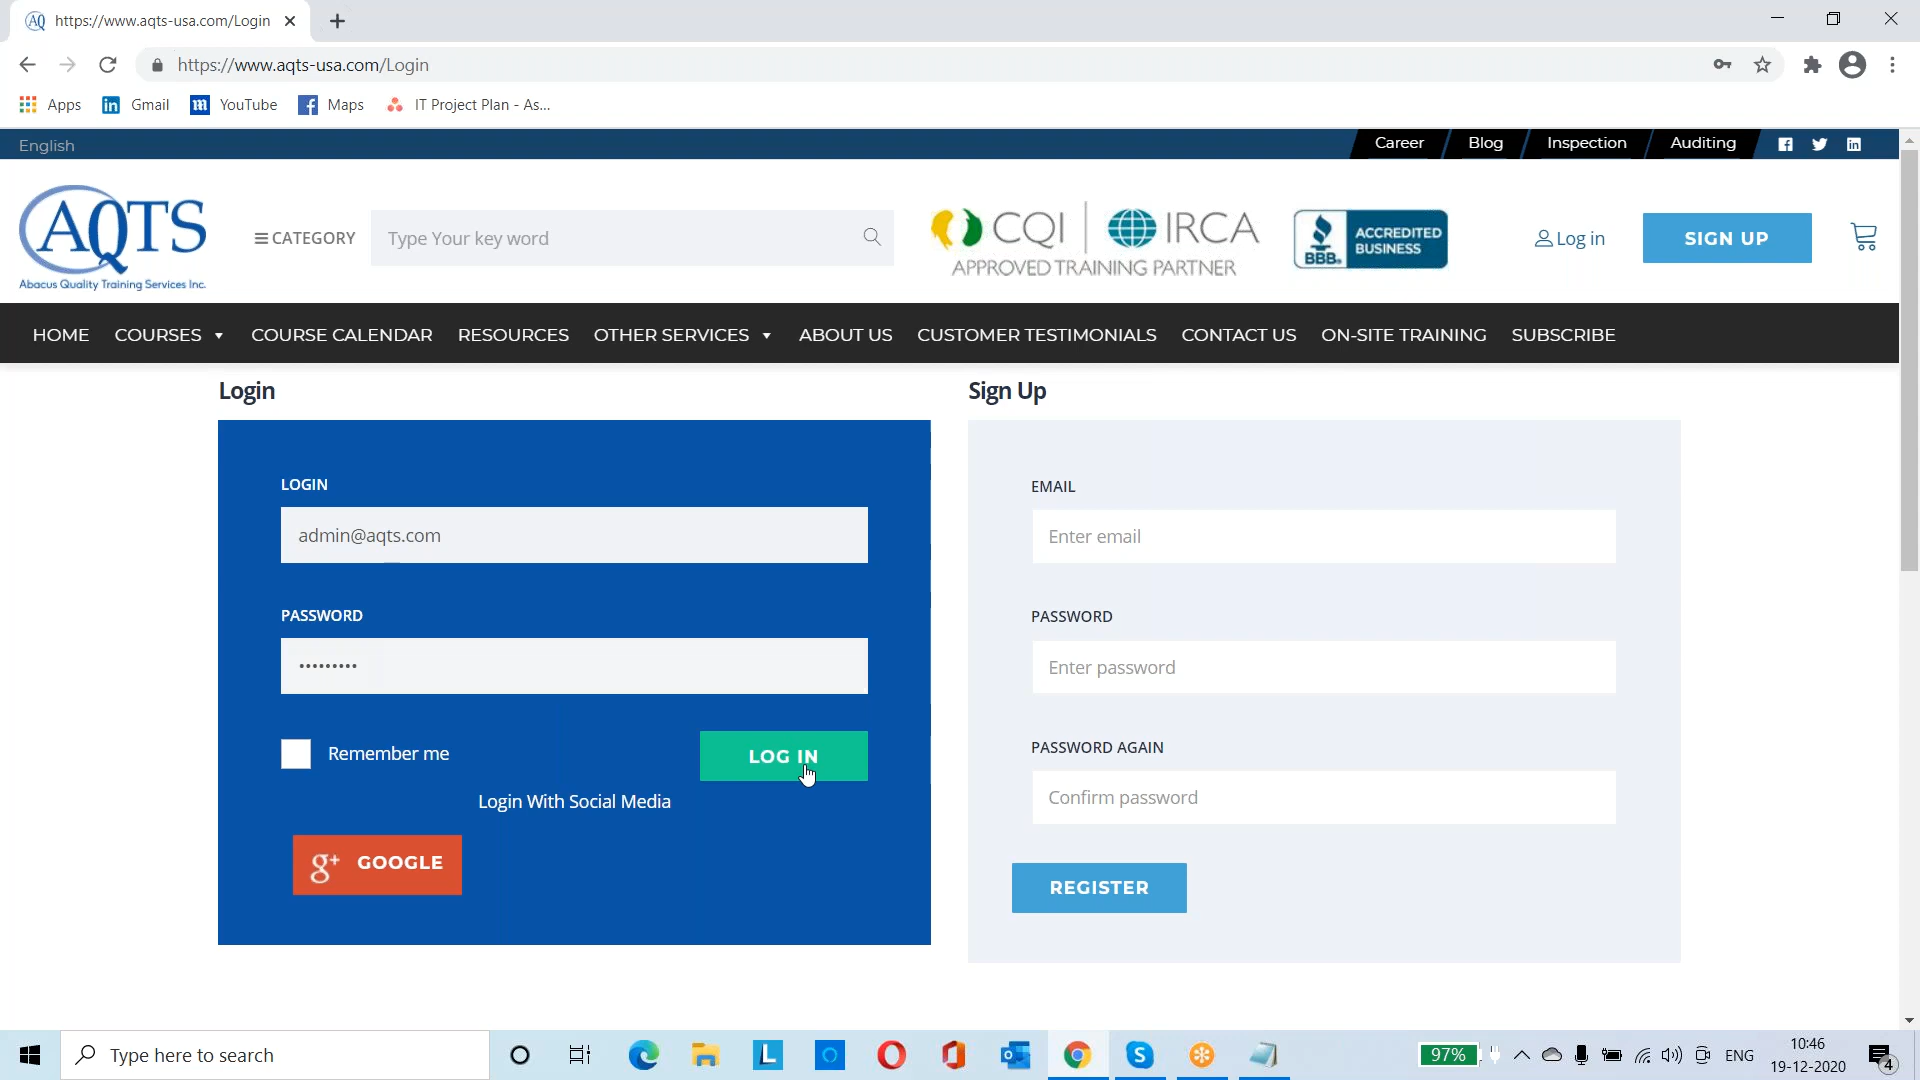 https://www.aqts-usa.com/Login
https://www.aqts-usa.com/Login
Apps Gmail YouTube Maps IT Project Plan - As...
English Career Blog Inspection Auditing
AQTS
Abacus Quality Training Services Inc.
CATEGORY Type Your key word
CQI IRCA
APPROVED TRAINING PARTNER
BBB. ACCREDITED BUSINESS
Log in SIGN UP
HOME COURSES COURSE CALENDAR RESOURCES OTHER SERVICES ABOUT US CUSTOMER TESTIMONIALS CONTACT US ON-SITE TRAINING SUBSCRIBE
Login
LOGIN
admin@aqts.com
PASSWORD
•••••••••
Remember me LOG IN
Login With Social Media
g+ GOOGLE
Sign Up
EMAIL
Enter email
PASSWORD
Enter password
PASSWORD AGAIN
Confirm password
REGISTER
Type here to search
97% ENG 10:46
19-12-2020
4